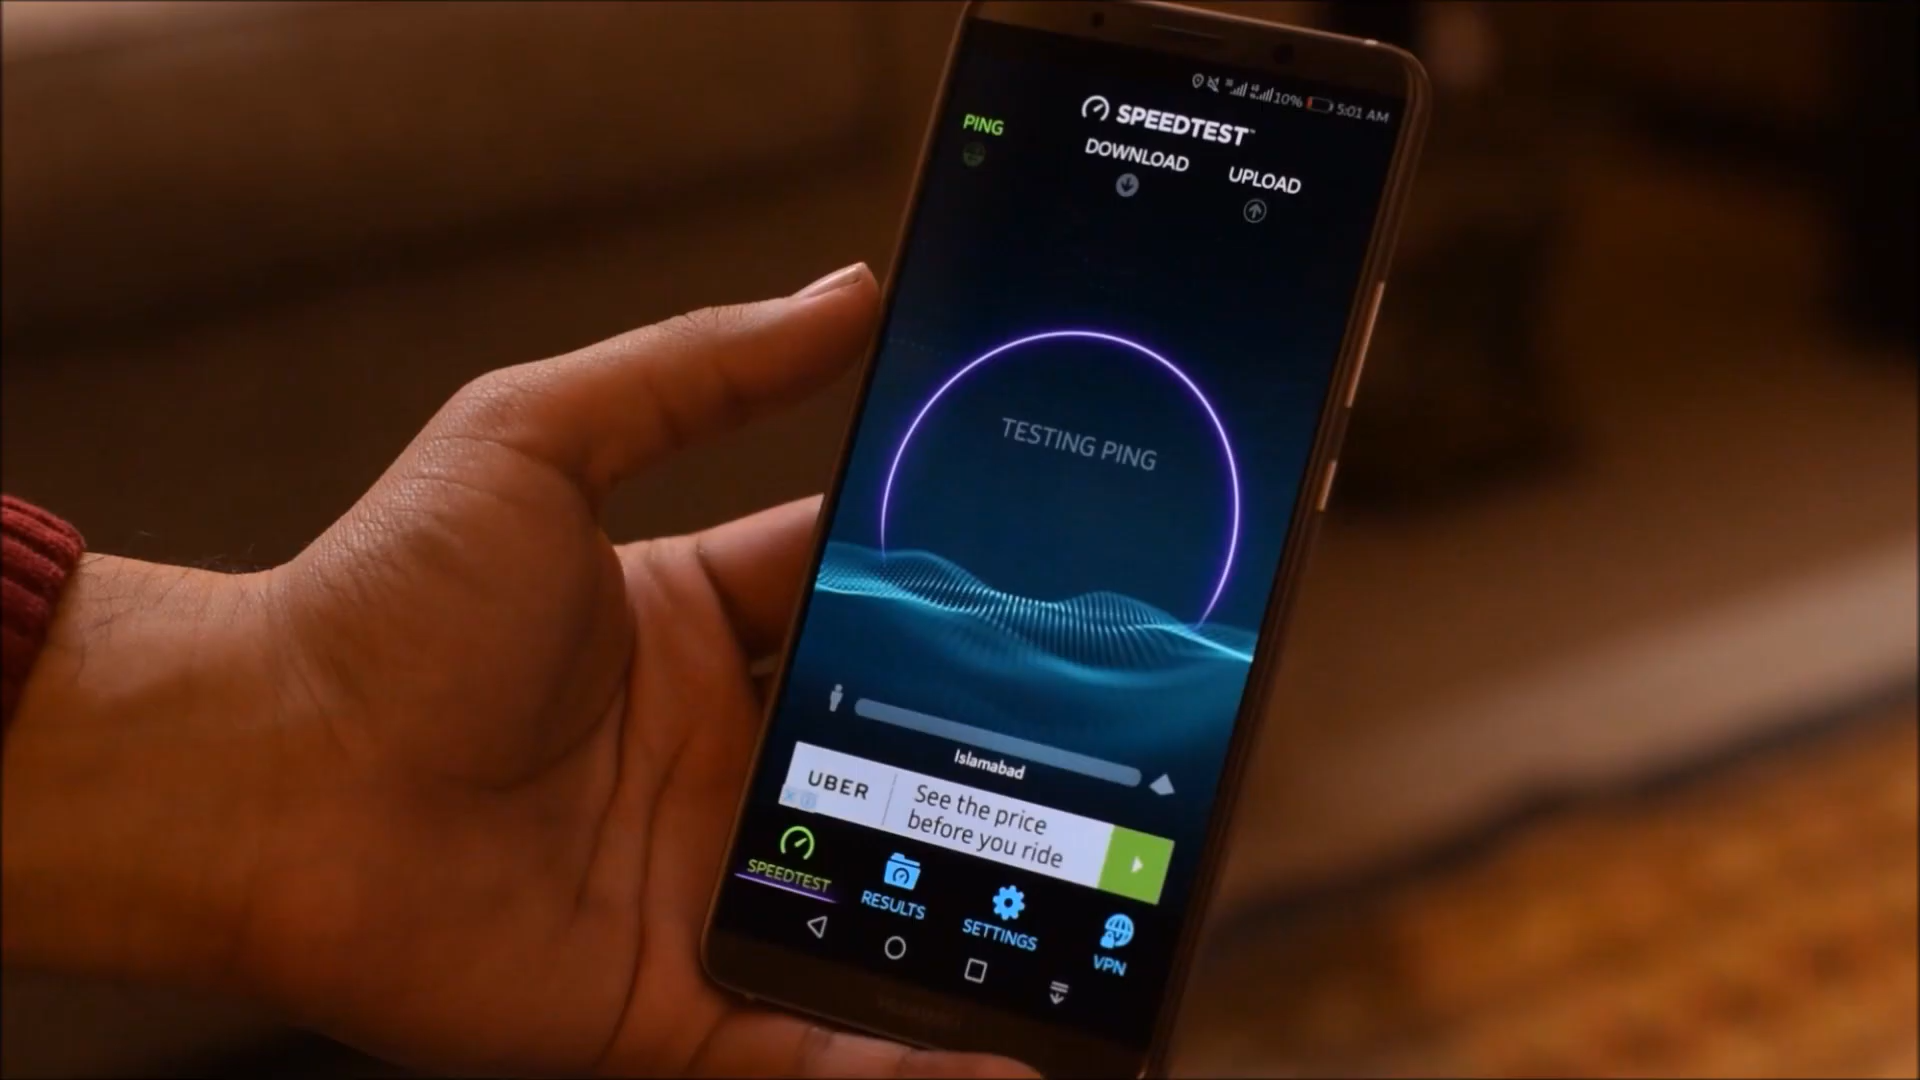 10% 5:01 AM
SPEEDTEST
PING
DOWNLOAD
UPLOAD
TESTING PING
Islamabad
UBER
See the price
before you ride
SPEEDTEST
RESULTS
SETTINGS
VPN